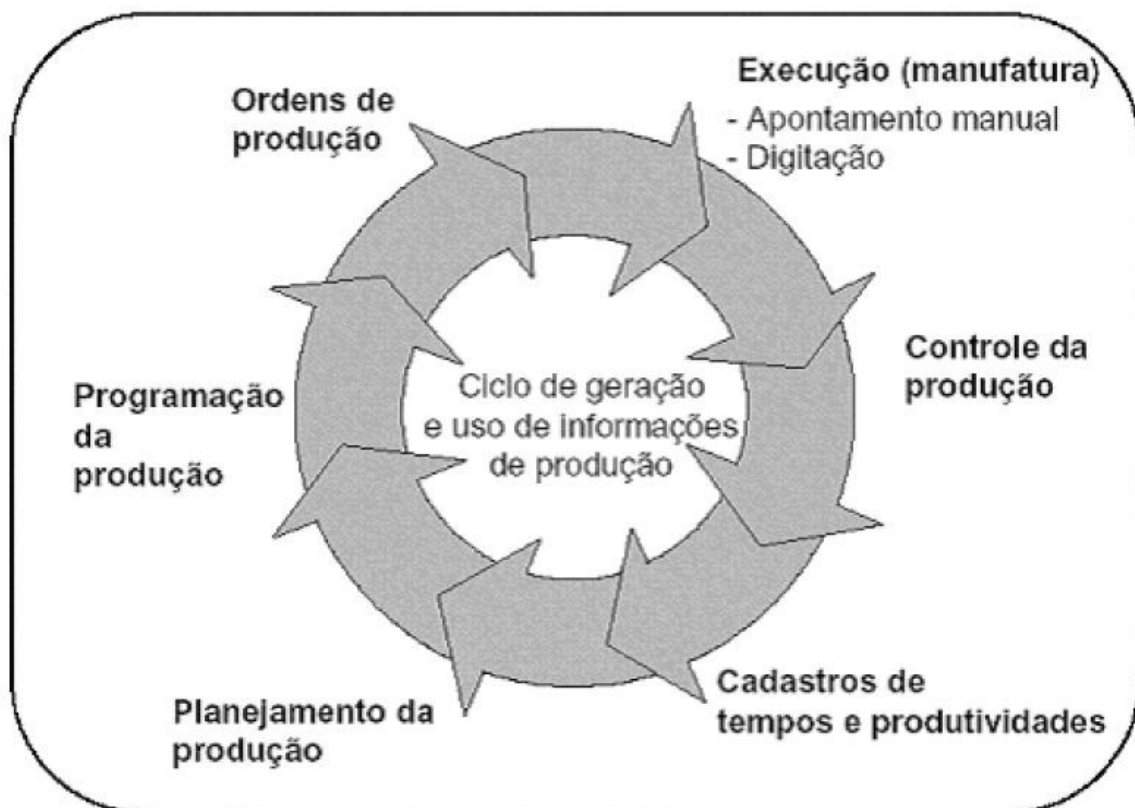 Ordens de
produção
Execução (manufatura)
- Apontamento manual
- Digitação
Controle da
produção
Cadastros de
tempos e produtividades
Planejamento da
produção
Programação
da
produção
Ciclo de geração
e uso de informações
de produção